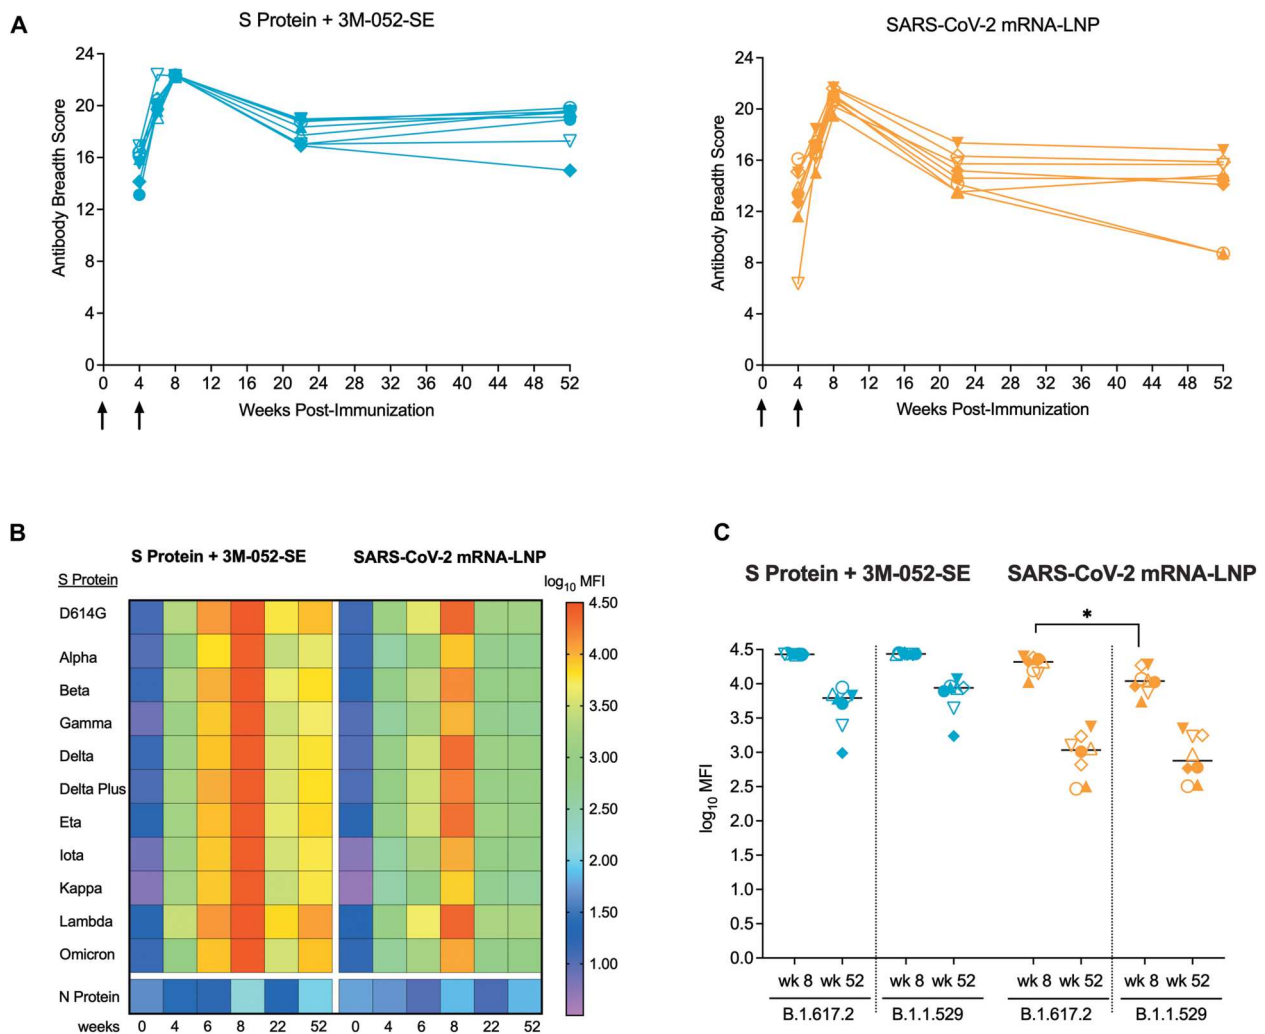 A
S Protein + 3M-052-SE
24
20
16
12
8
4
0
Antibody Breadth Score
0 4 8 12 16 20 24 28 32 36 40 44 48 52
Weeks Post-Immunization
SARS-CoV-2 mRNA-LNP
24
20
16
12
8
4
0
Antibody Breadth Score
0 4 8 12 16 20 24 28 32 36 40 44 48 52
Weeks Post-Immunization
B
S Protein + 3M-052-SE SARS-CoV-2 mRNA-LNP
S Protein
log10 MFI
D614G
Alpha
Beta
Gamma
Delta
Delta Plus
Eta
Iota
Kappa
Lambda
Omicron
N Protein
weeks 0 4 6 8 22 52 0 4 6 8 22 52
4.50
4.00
3.50
3.00
2.50
2.00
1.50
1.00
C
S Protein + 3M-052-SE SARS-CoV-2 mRNA-LNP
*
4.5
4.0
3.5
3.0
2.5
2.0
1.5
1.0
0.5
0.0
log10 MFI
wk 8 wk 52 wk 8 wk 52 wk 8 wk 52 wk 8 wk 52
B.1.617.2 B.1.1.529 B.1.617.2 B.1.1.529